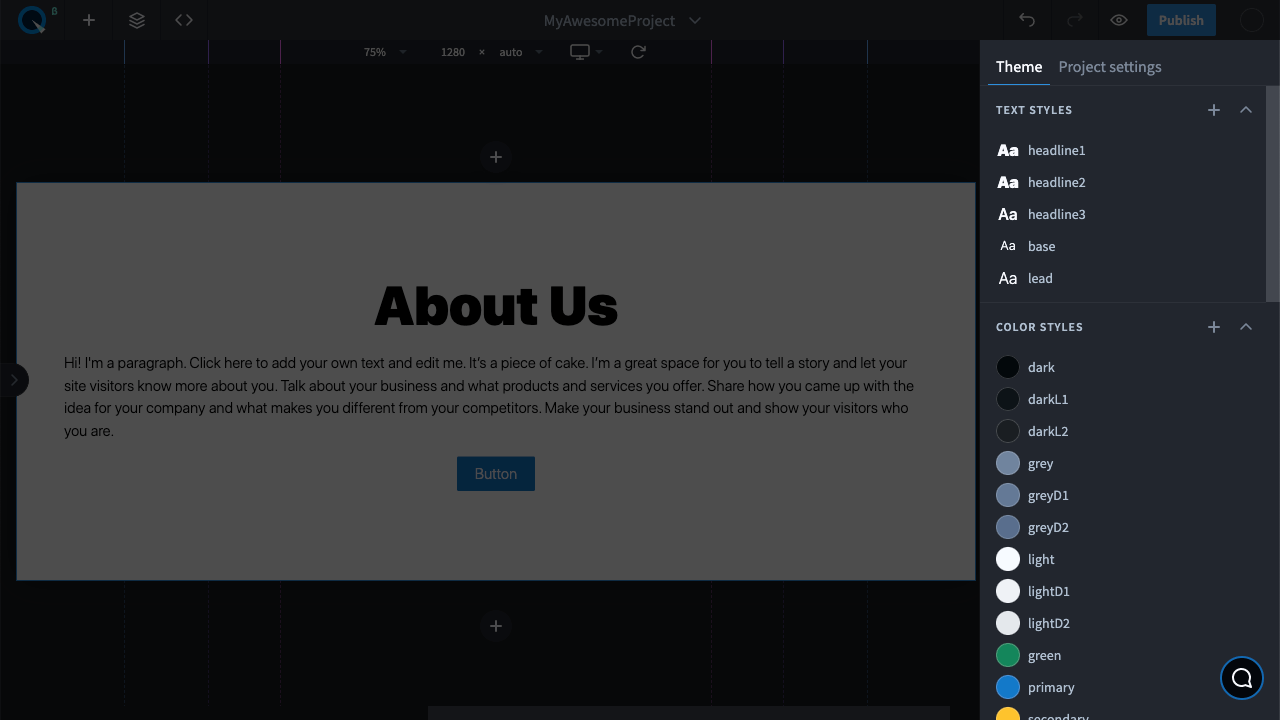 β
MyAwesomeProject
Publish
75%
1280 × auto
Theme
Project settings
TEXT STYLES
Aa headline1
Aa headline2
Aa headline3
Aa base
Aa lead
COLOR STYLES
dark
darkL1
darkL2
grey
greyD1
greyD2
light
lightD1
lightD2
green
primary
secondary
About Us
Hi! I'm a paragraph. Click here to add your own text and edit me. It's a piece of cake. I'm a great space for you to tell a story and let your
site visitors know more about you. Talk about your business and what products and services you offer. Share how you came up with the
idea for your company and what makes you different from your competitors. Make your business stand out and show your visitors who
you are.
Button